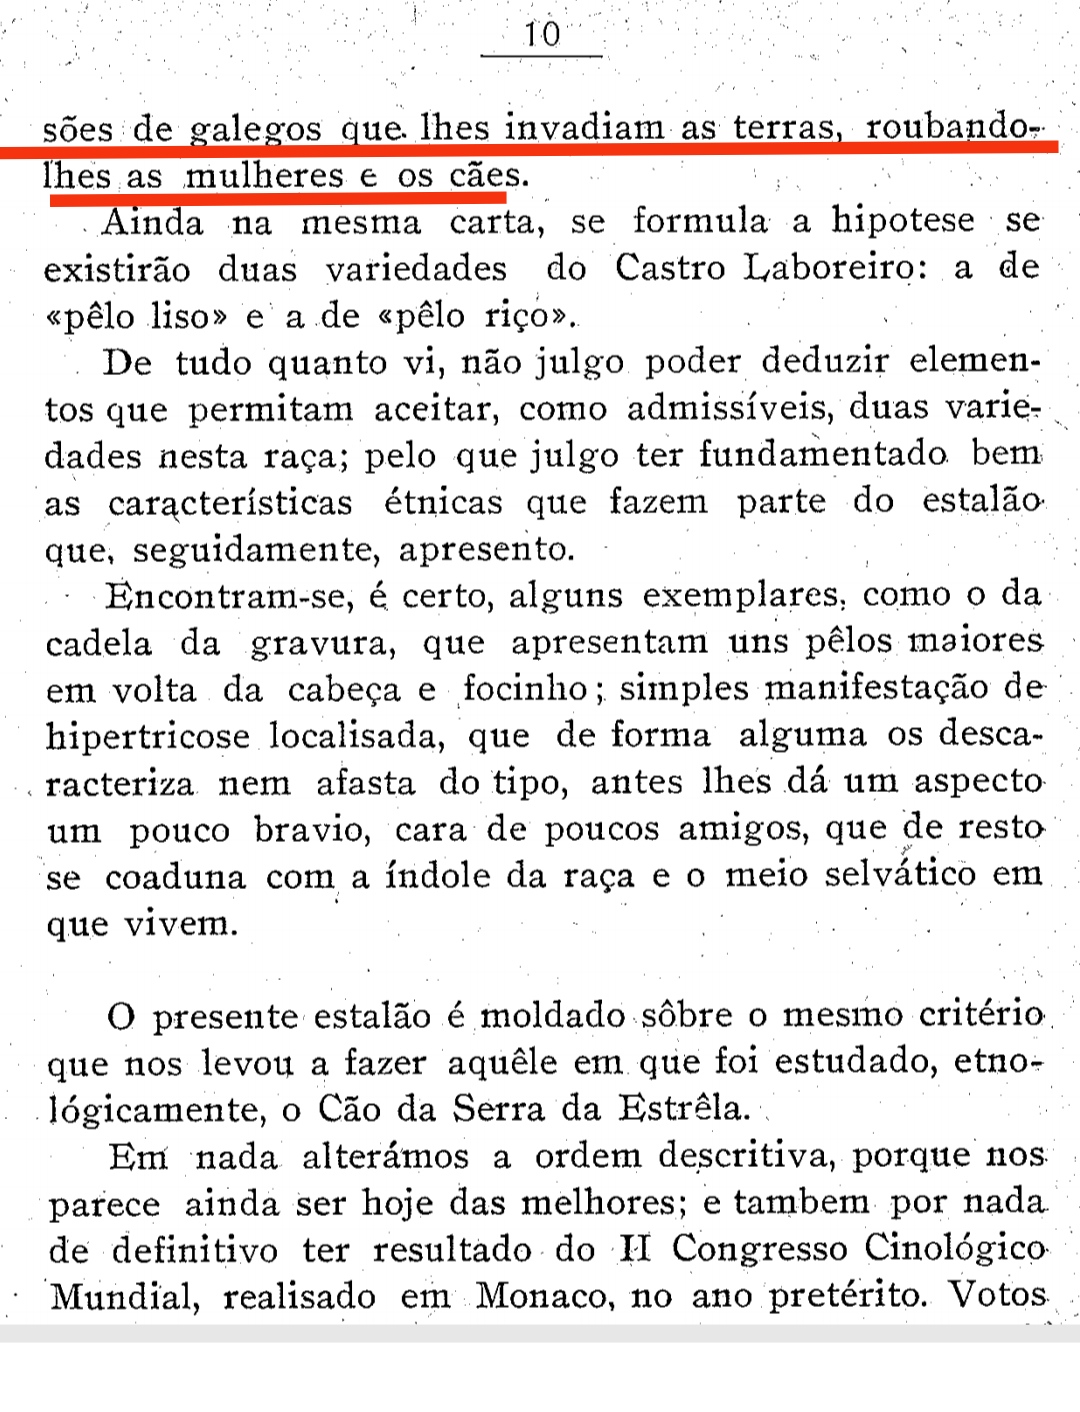 10
sões de galegos que lhes invadiam as terras, roubando-
lhes as mulheres e os cães.
Ainda na mesma carta, se formula a hipotese se
existirão duas variedades do Castro Laboreiro: a de
«pêlo liso» e a de «pêlo riço».
De tudo quanto vi, não julgo poder deduzir elemen-
tos que permitam aceitar, como admissíveis, duas varie-
dades nesta raça; pelo que julgo ter fundamentado bem
as características étnicas que fazem parte do estalão
que, seguidamente, apresento.
Encontram-se, é certo, alguns exemplares, como o da
cadela da gravura, que apresentam uns pêlos maiores
em volta da cabeça e focinho; simples manifestação de
hipertricose localisada, que de forma alguma os desca-
racteriza nem afasta do tipo, antes lhes dá um aspecto
um pouco bravio, cara de poucos amigos, que de resto
se coaduna com a índole da raça e o meio selvático em
que vivem.
O presente estalão é moldado sôbre o mesmo critério
que nos levou a fazer aquêle em que foi estudado, etno-
lógicamente, o Cão da Serra da Estrêla.
Em nada alterámos a ordem descritiva, porque nos
parece ainda ser hoje das melhores; e tambem por nada
de definitivo ter resultado do II Congresso Cinológico
Mundial, realisado em Monaco, no ano pretérito. Votos